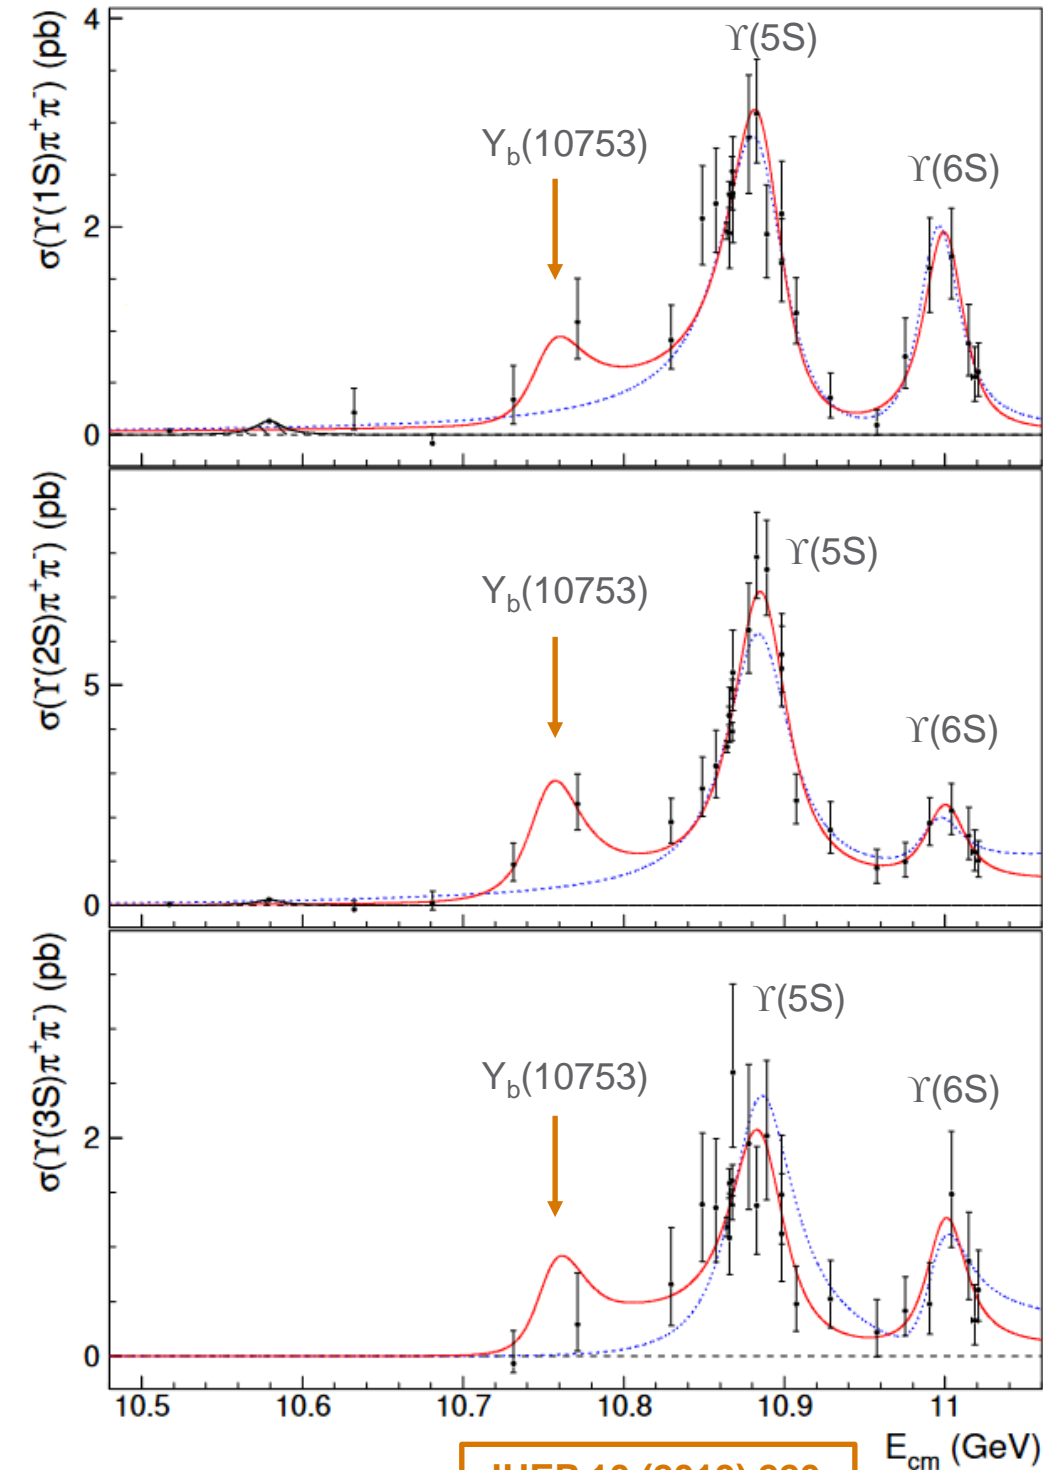 σ(ϒ(1S)π⁺π⁻) (pb)
4
2
0
ϒ(5S)
Y_b(10753)
ϒ(6S)
σ(ϒ(2S)π⁺π⁻) (pb)
5
0
ϒ(5S)
Y_b(10753)
ϒ(6S)
σ(ϒ(3S)π⁺π⁻) (pb)
2
0
ϒ(5S)
Y_b(10753)
ϒ(6S)
10.5 10.6 10.7 10.8 10.9 11
E_cm (GeV)